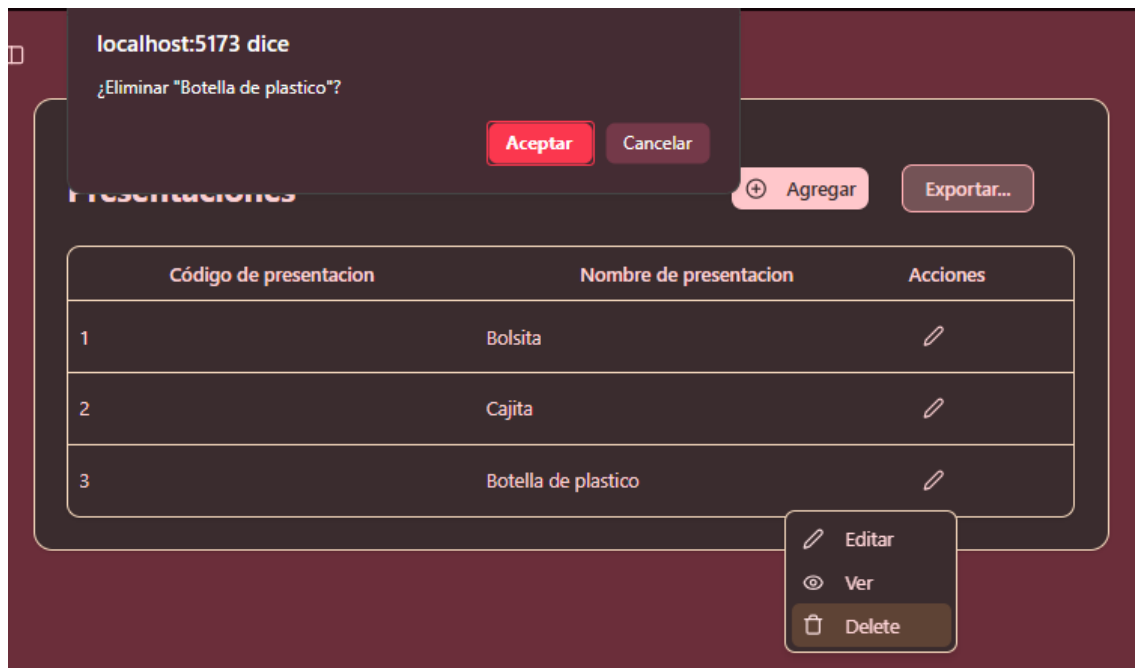 localhost:5173 dice
¿Eliminar "Botella de plastico"?
Aceptar Cancelar
Presentaciones Agregar Exportar...
Código de presentacion Nombre de presentacion Acciones
1 Bolsita
2 Cajita
3 Botella de plastico
Editar
Ver
Delete